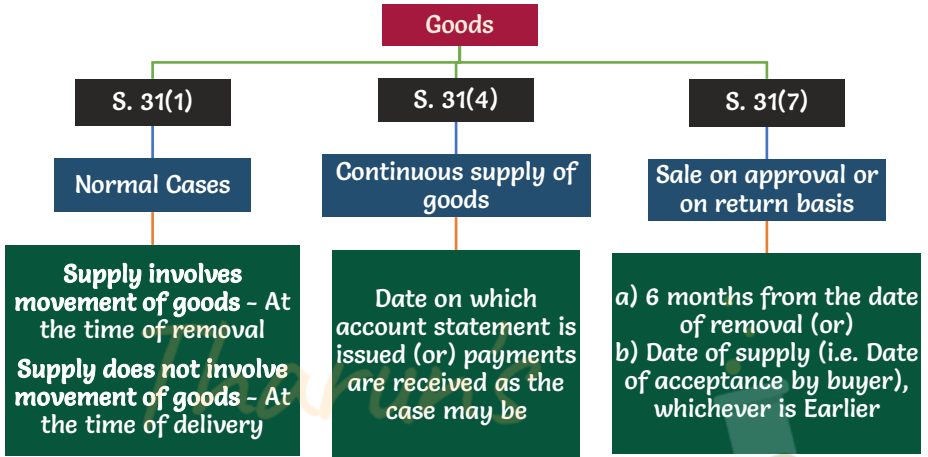 Goods
S. 31(1)
S. 31(4)
S. 31(7)
Normal Cases
Continuous supply of
goods
Sale on approval or
on return basis
Supply involves
movement of goods – At
the time of removal
Supply does not involve
movement of goods – At
the time of delivery
Date on which
account statement is
issued (or) payments
are received as the
case may be
a) 6 months from the date
of removal (or)
b) Date of supply (i.e. Date
of acceptance by buyer),
whichever is Earlier
Tharun's